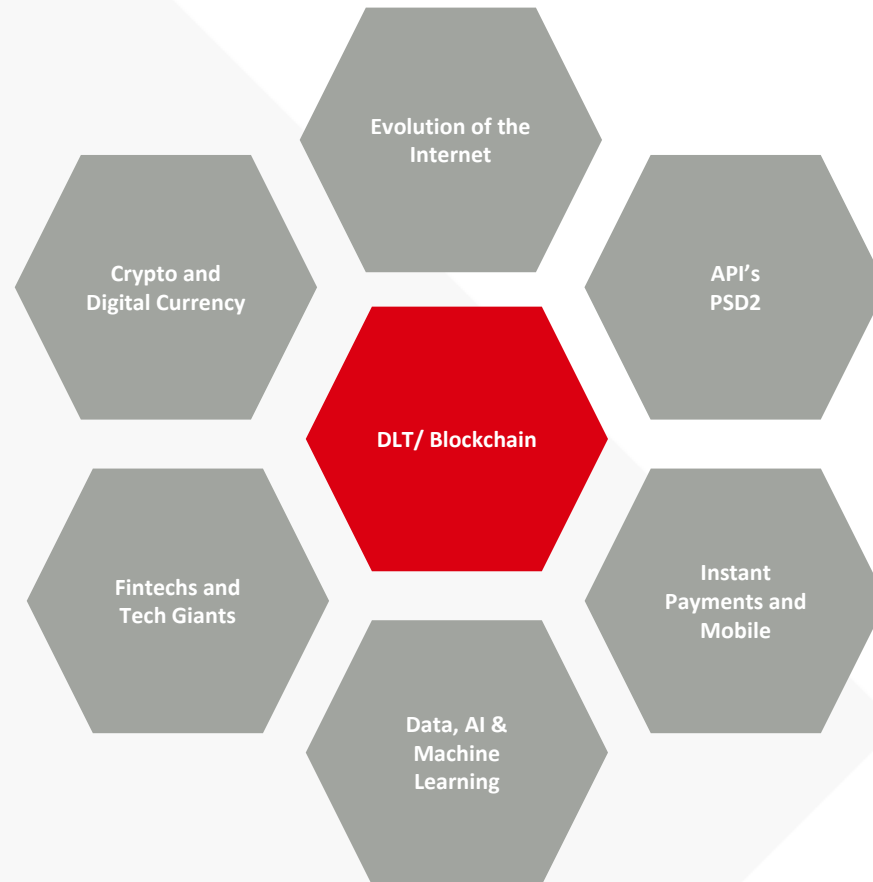 Evolution of the
Internet
Crypto and
Digital Currency
API’s
PSD2
DLT/ Blockchain
Fintechs and
Tech Giants
Instant
Payments and
Mobile
Data, AI &
Machine
Learning